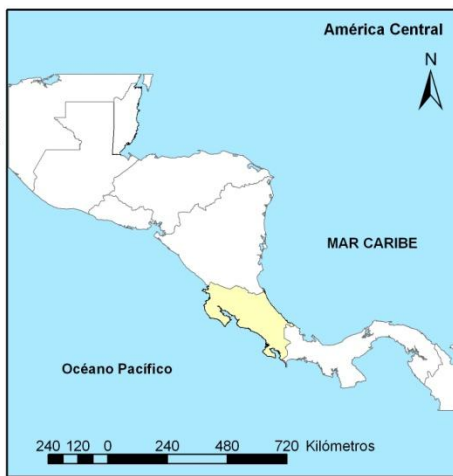 América Central
N
MAR CARIBE
Océano Pacífico
240 120 0 240 480 720 Kilómetros